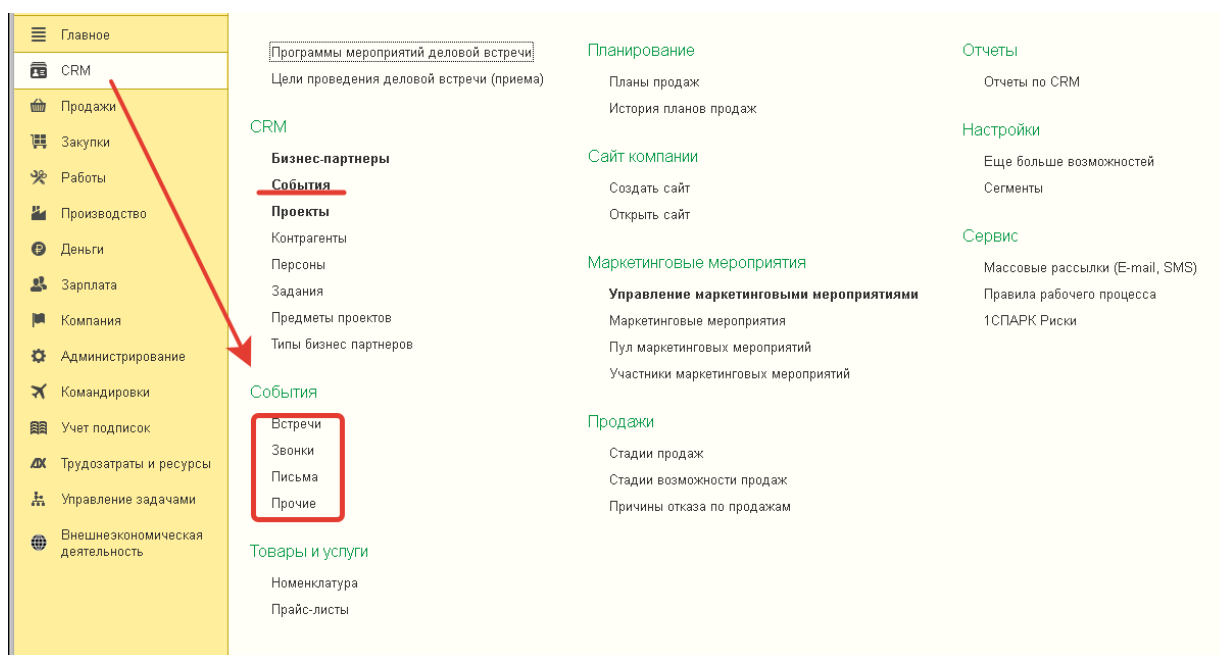 Главное
CRM
Продажи
Закупки
Работы
Производство
Деньги
Зарплата
Компания
Администрирование
Командировки
Учет подписок
Трудозатраты и ресурсы
Управление задачами
Внешнеэкономическая
деятельность
Программы мероприятий деловой встречи
Цели проведения деловой встречи (приема)
CRM
Бизнес-партнеры
События
Проекты
Контрагенты
Персоны
Задания
Предметы проектов
Типы бизнес партнеров
События
Встречи
Звонки
Письма
Прочие
Товары и услуги
Номенклатура
Прайс-листы
Планирование
Планы продаж
История планов продаж
Сайт компании
Создать сайт
Открыть сайт
Маркетинговые мероприятия
Управление маркетинговыми мероприятиями
Маркетинговые мероприятия
Пул маркетинговых мероприятий
Участники маркетинговых мероприятий
Продажи
Стадии продаж
Стадии возможности продаж
Причины отказа по продажам
Отчеты
Отчеты по CRM
Настройки
Еще больше возможностей
Сегменты
Сервис
Массовые рассылки (E-mail, SMS)
Правила рабочего процесса
1СПАРК Риски